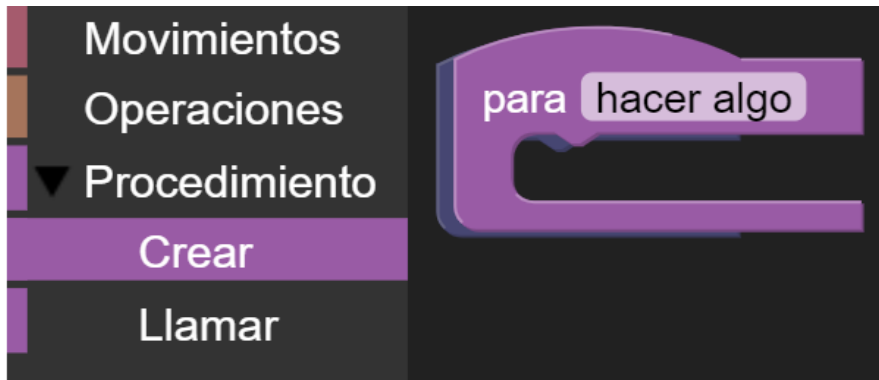 Movimientos
Operaciones
Procedimiento
Crear
Llamar
para hacer algo